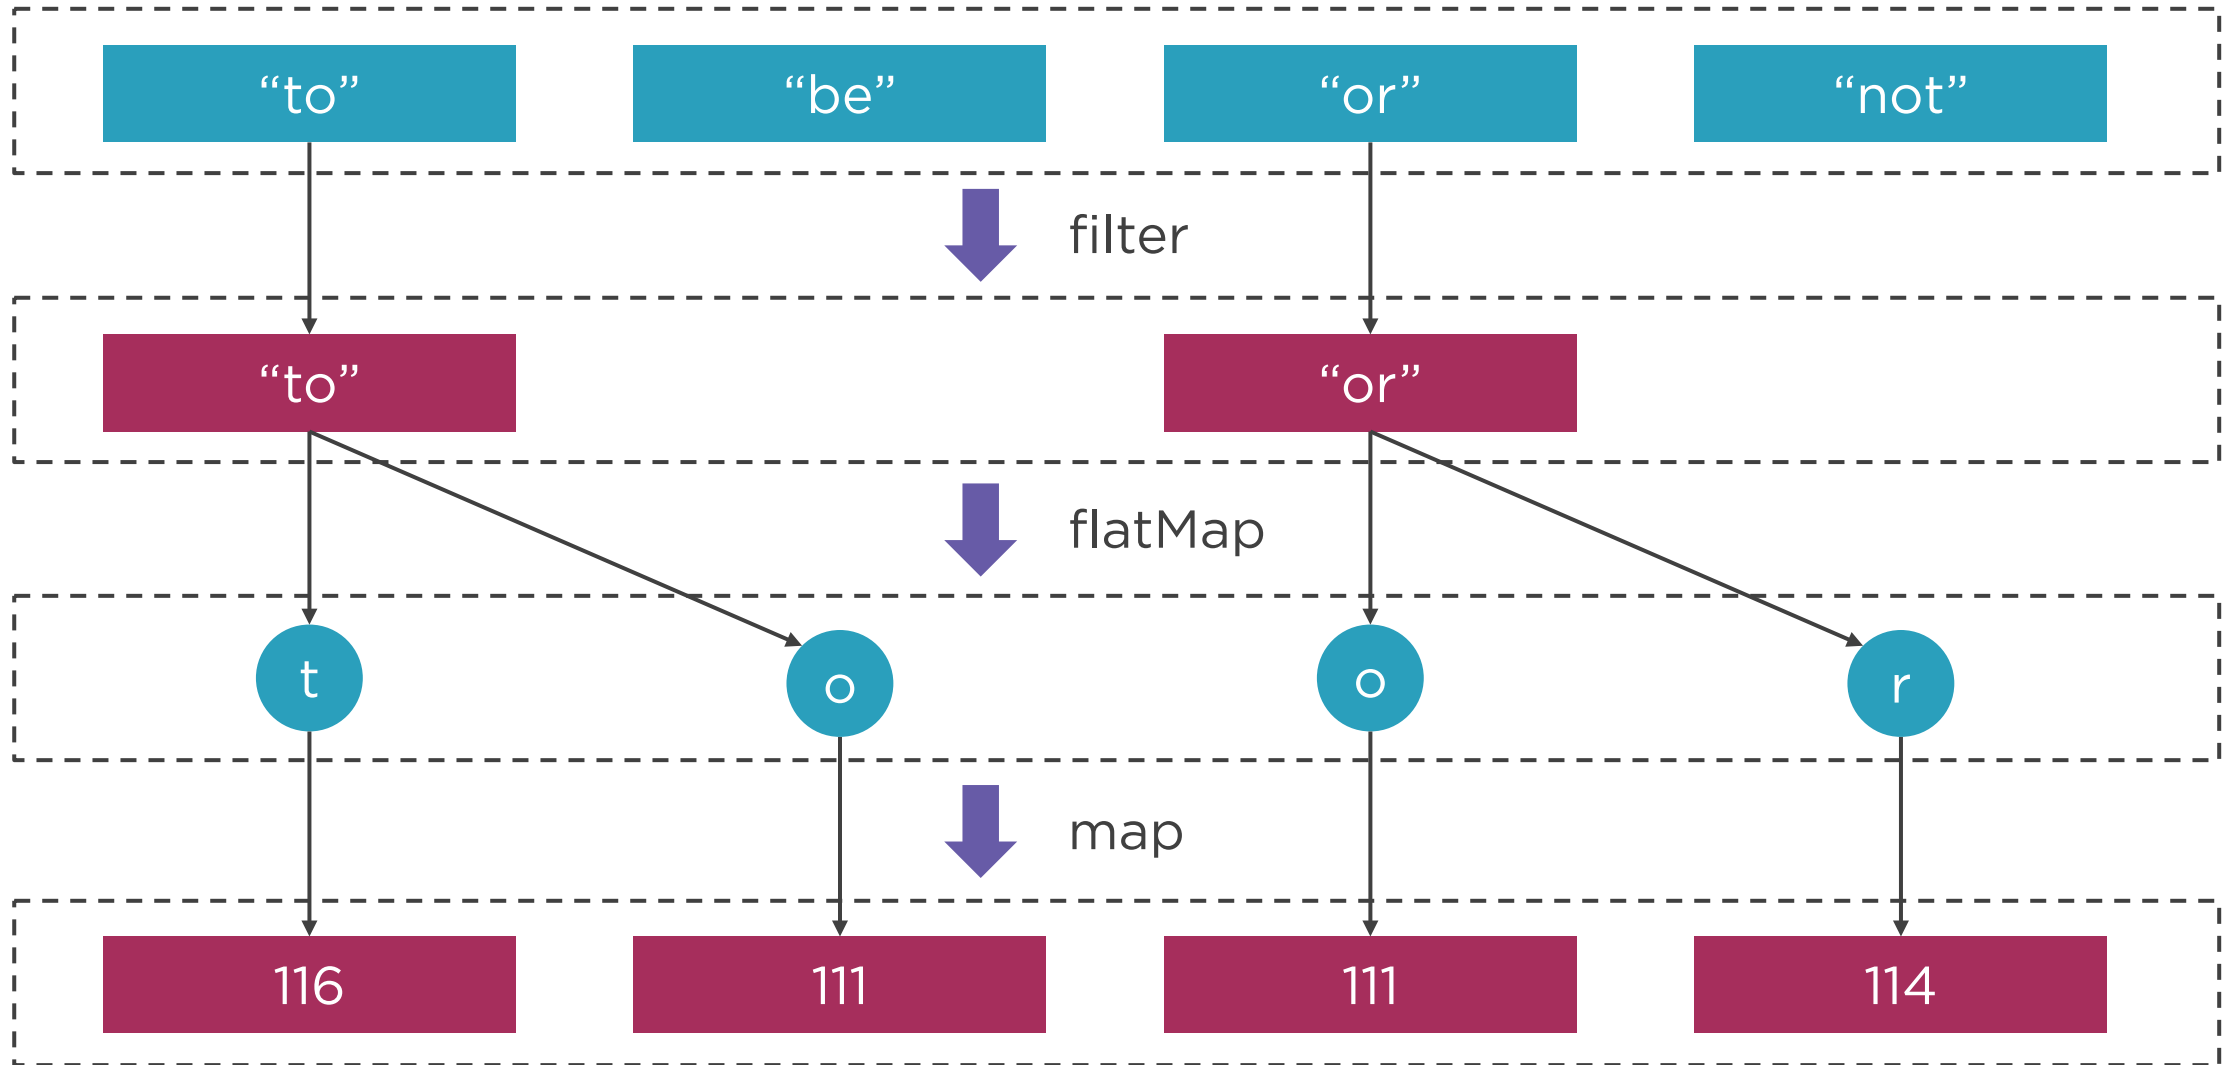 “to” “be” “or” “not”
filter
“to” “or”
flatMap
t o o r
map
116 111 111 114